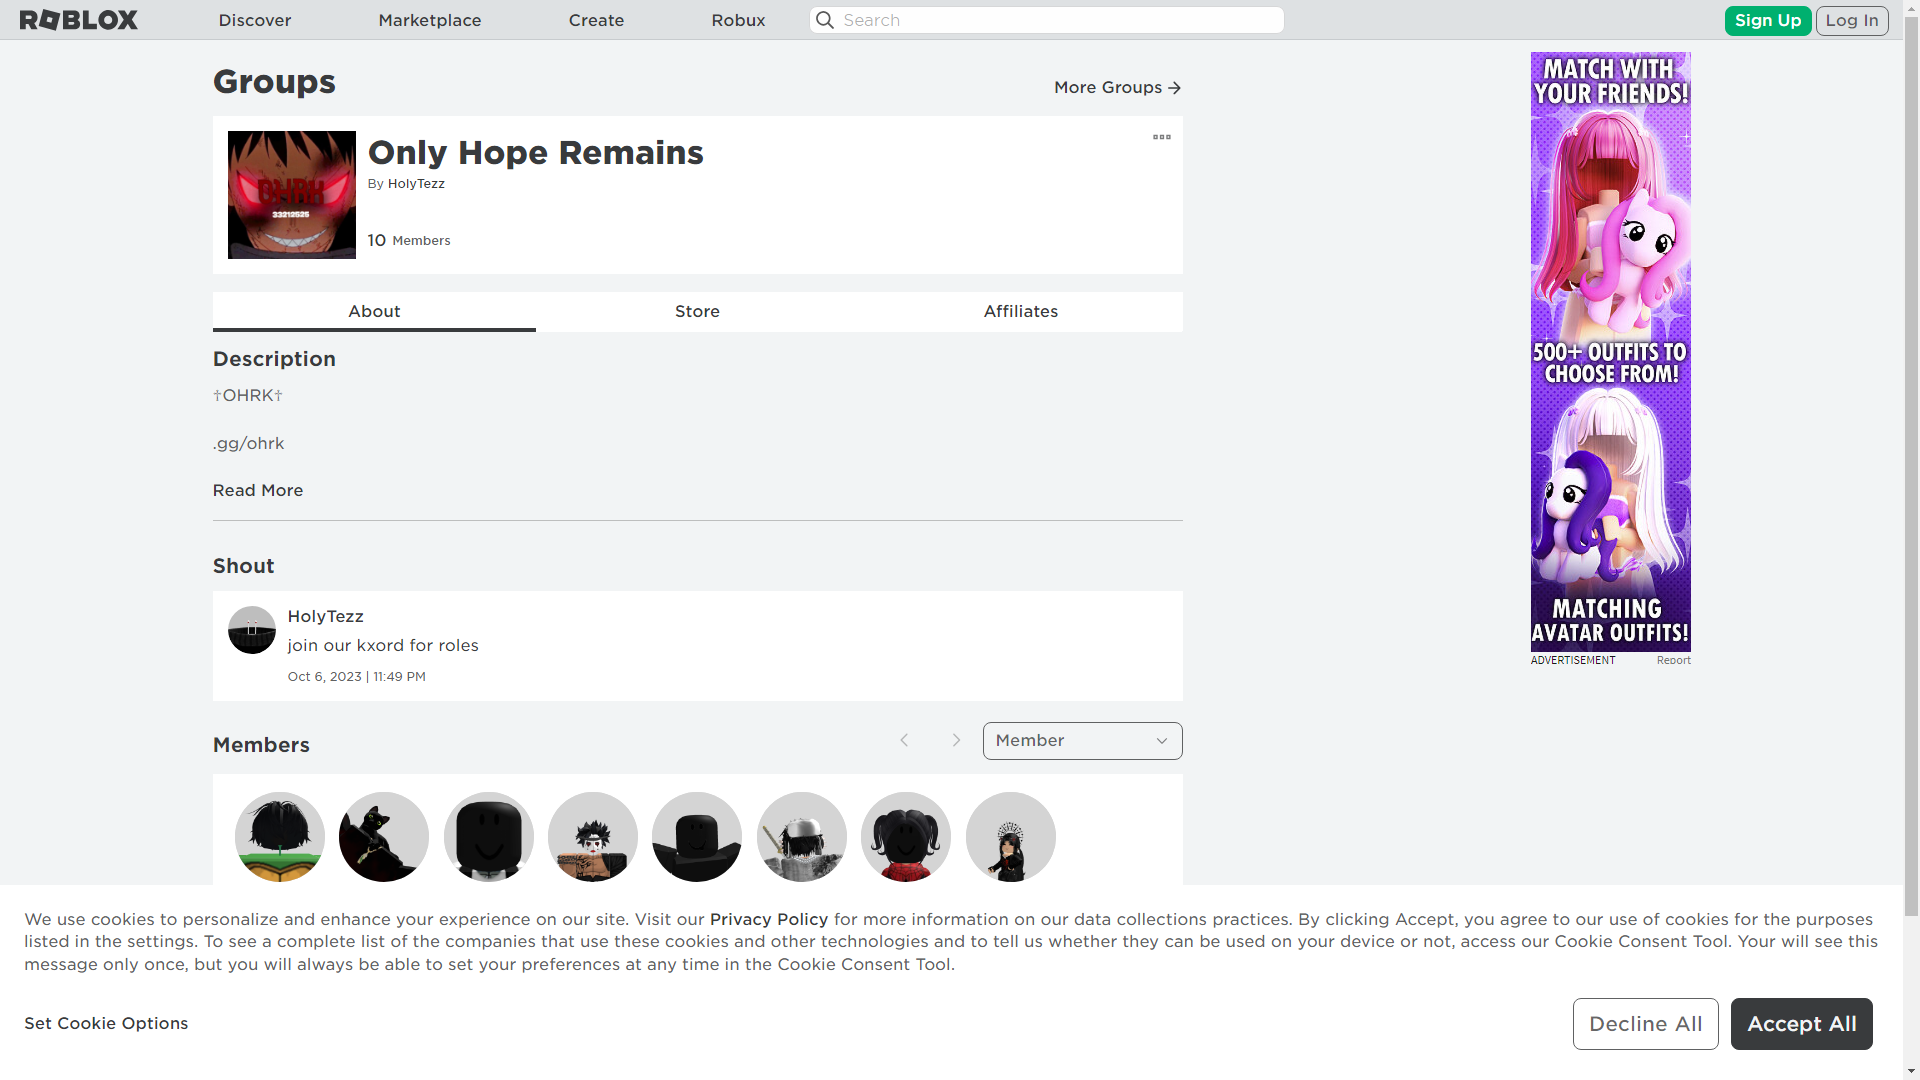 ROBLOX
Discover
Marketplace
Create
Robux
Search
Sign Up
Log In
Groups
More Groups
Only Hope Remains
By HolyTezz
OHRK
33212525
10 Members
About
Store
Affiliates
Description
†OHRK†
.gg/ohrk
Read More
Shout
HolyTezz
join our kxord for roles
Oct 6, 2023 | 11:49 PM
Members
Member
MATCH WITH
YOUR FRIENDS!
500+ OUTFITS TO
CHOOSE FROM!
MATCHING
AVATAR OUTFITS!
ADVERTISEMENT
Report
We use cookies to personalize and enhance your experience on our site. Visit our Privacy Policy for more information on our data collections practices. By clicking Accept, you agree to our use of cookies for the purposes
listed in the settings. To see a complete list of the companies that use these cookies and other technologies and to tell us whether they can be used on your device or not, access our Cookie Consent Tool. Your will see this
message only once, but you will always be able to set your preferences at any time in the Cookie Consent Tool.
Set Cookie Options
Decline All
Accept All